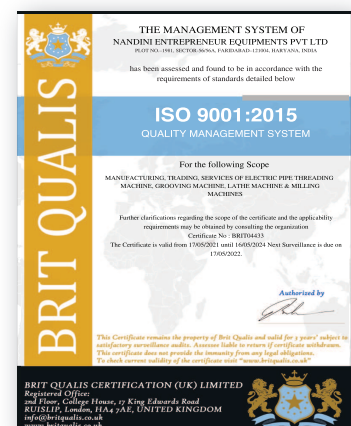 THE MANAGEMENT SYSTEM OF
NANDINI ENTREPRENEUR EQUIPMENTS PVT LTD
PLOT NO.-1981, SECTOR-56/56A, FARIDABAD-121004, HARYANA, INDIA
has been assessed and found to be in accordance with the
requirements of standards detailed below
ISO 9001:2015
QUALITY MANAGEMENT SYSTEM
For the following Scope
MANUFACTURING, TRADING, SERVICES OF ELECTRIC PIPE THREADING
MACHINE, GROOVING MACHINE, LATHE MACHINE & MILLING
MACHINES
Further clarifications regarding the scope of the certificate and the applicability
requirements may be obtained by consulting the organization
Certificate No : BRIT04433
The Certificate is valid from 17/05/2021 until 16/05/2024 Next Surveillance is due on
17/05/2022.
Authorized by
This Certificate remains the property of Brit Qualis and valid for years' subject to
satisfactory surveillance audits. Assessee liable to return if certificate withdrawn.
This certificate does not provide the immunity from any legal obligations.
To check current validity of the certificate visit "www.britqualis.co.uk"
BRIT QUALIS
BRIT QUALIS CERTIFICATION (UK) LIMITED
Registered Office:
2nd Floor, College House, 17 King Edwards Road
RUISLIP, London, HA4 7AE, UNITED KINGDOM
info@britqualis.co.uk
www.britqualis.co.uk